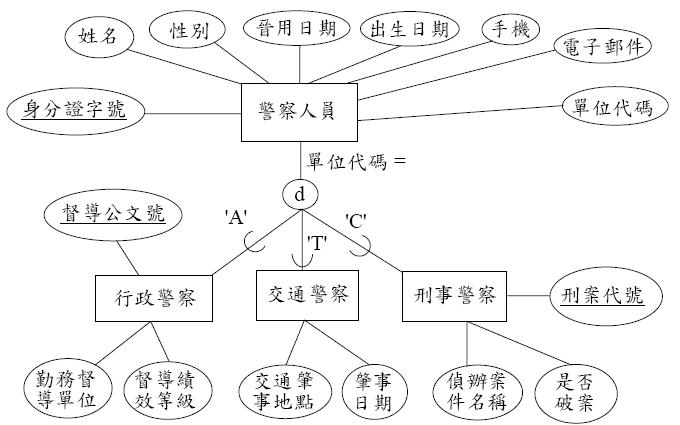 姓名
性別
晉用日期
出生日期
手機
電子郵件
身分證字號
警察人員
單位代碼
單位代碼 =
d
督導公文號
'A'
'T'
'C'
行政警察
交通警察
刑事警察
刑案代號
勤務督
導單位
督導績
效等級
交通肇
事地點
肇事
日期
偵辦案
件名稱
是否
破案